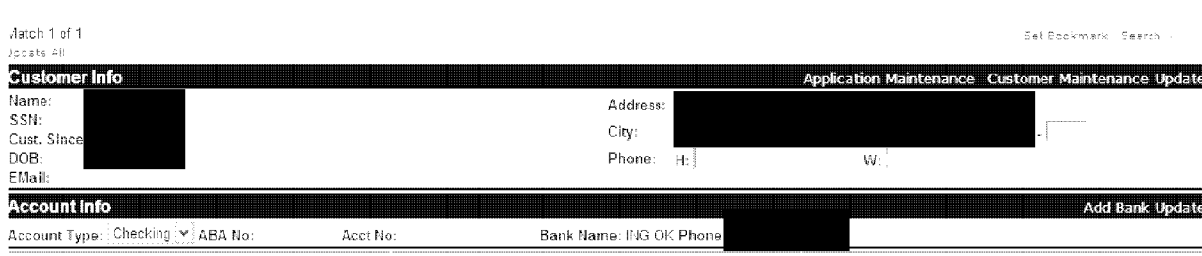 Match 1 of 1 Set Bookmark Search
Update All
Customer Info Application Maintenance Customer Maintenance Update
Name: Address:
SSN:
Cust. Since City: -
DOB: Phone: H: W:
EMail:
Account Info Add Bank Update
Account Type: Checking ABA No: Acct No: Bank Name: ING OK Phone